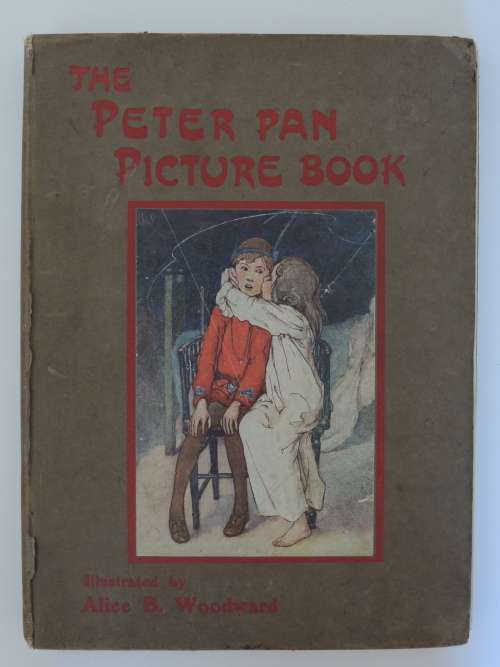 THE
PETER PAN
PICTURE BOOK
Illustrated by
Alice B. Woodward